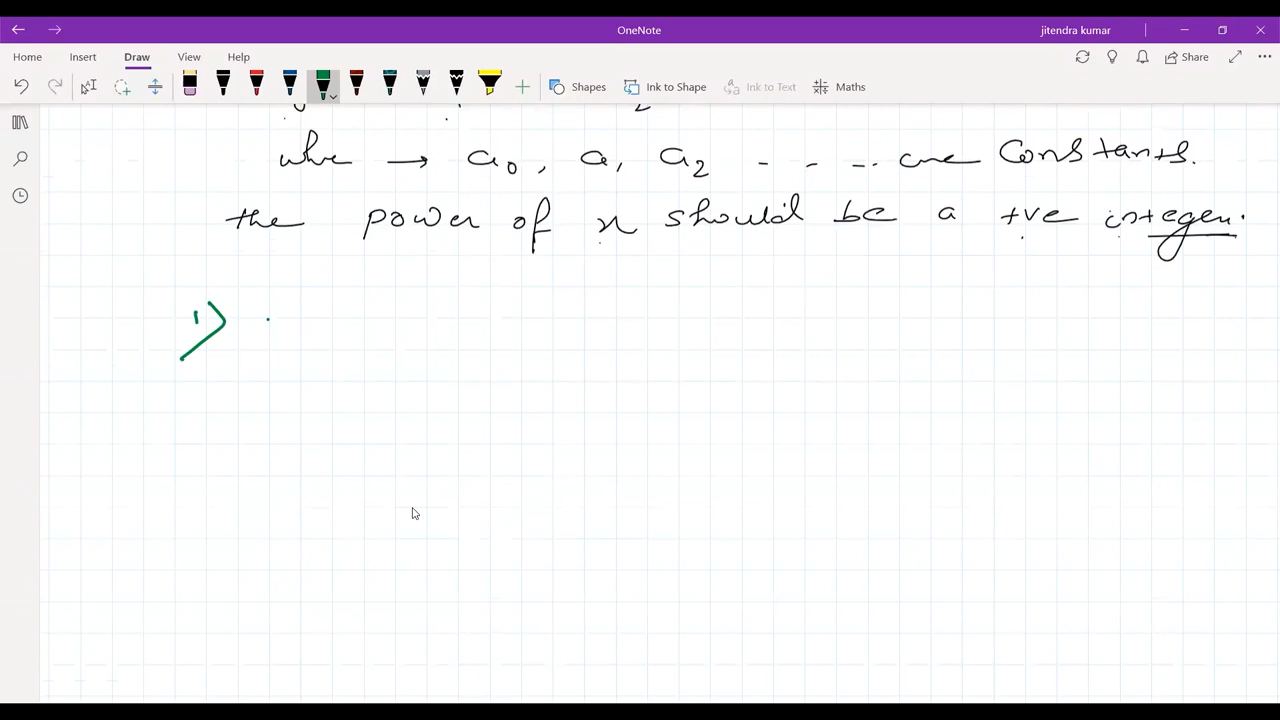 OneNote
jitendra kumar
Home Insert Draw View Help
Share
Shapes Ink to Shape Ink to Text Maths
where → a0, a1 a2 - - -.. are Constants.
the power of x should be a +ve integer.
1)